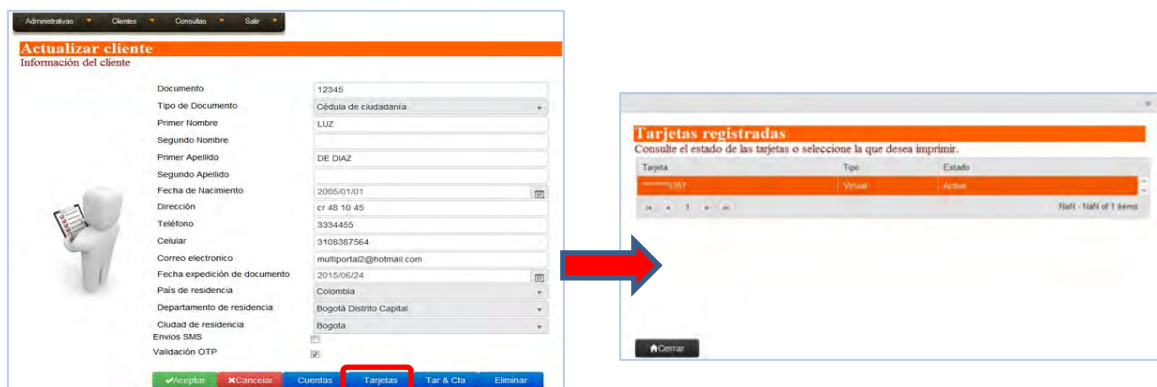 Administrativas Clientes Consultas Salir
Actualizar cliente
Información del cliente
Documento 12345
Tipo de Documento Cédula de ciudadanía
Primer Nombre LUZ
Segundo Nombre
Primer Apellido DE DIAZ
Segundo Apellido
Fecha de Nacimiento 2005/01/01
Dirección cr 48 10 45
Teléfono 3334455
Celular 3108387564
Correo electronico multiportal2@hotmail.com
Fecha expedición de documento 2015/06/24
País de residencia Colombia
Departamento de residencia Bogotá Distrito Capital
Ciudad de residencia Bogota
Envios SMS
Validación OTP
Aceptar Cancelar Cuentas Tarjetas Tar & Cta Eliminar
Tarjetas registradas
Consulte el estado de las tarjetas o seleccione la que desea imprimir.
Tarjeta Tipo Estado
Virtual Activa
1 NaN - NaN of 1 items
Cerrar